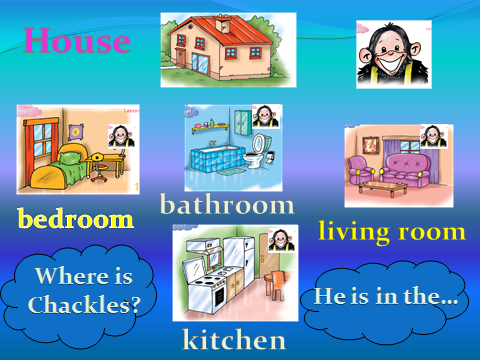 House
bedroom
bathroom
living room
Where is
Chackles?
He is in the...
kitchen